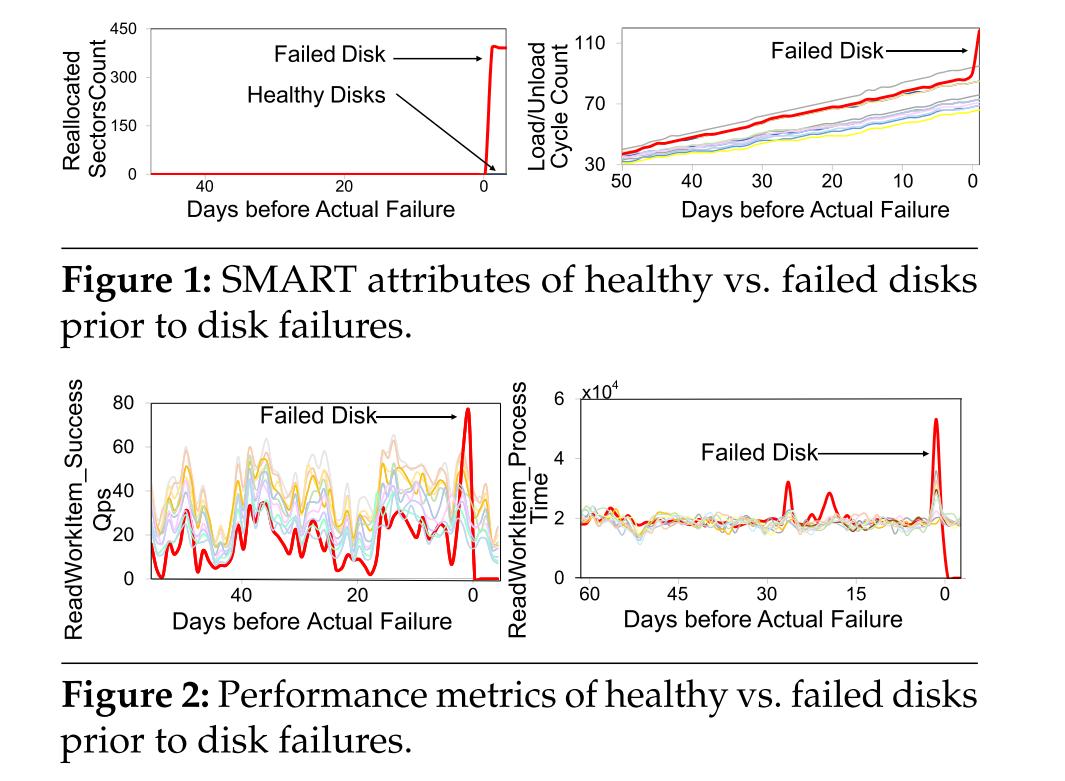 450
300
150
0
Reallocated
SectorsCount
Failed Disk
Healthy Disks
40 20 0
Days before Actual Failure
110
70
30
Load/Unload
Cycle Count
Failed Disk
50 40 30 20 10 0
Days before Actual Failure
Figure 1: SMART attributes of healthy vs. failed disks
prior to disk failures.
80
60
40
20
0
ReadWorkItem_Success
Qps
Failed Disk
40 20 0
Days before Actual Failure
x10⁴
6
4
2
0
ReadWorkItem_Process
Time
Failed Disk
60 45 30 15 0
Days before Actual Failure
Figure 2: Performance metrics of healthy vs. failed disks
prior to disk failures.